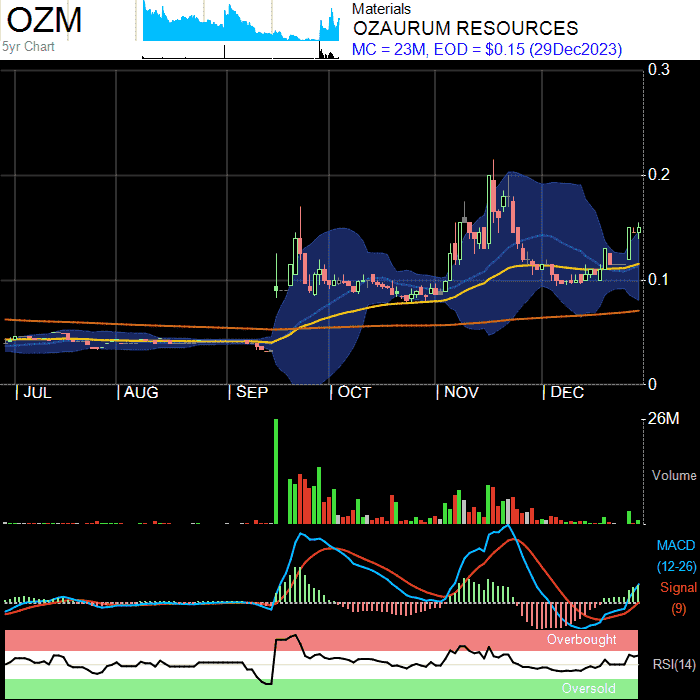 OZM
5yr Chart
Materials
OZAURUM RESOURCES
MC = 23M, EOD = $0.15 (29Dec2023)
0.3
0.2
0.1
0
JUL AUG SEP OCT NOV DEC
26M
Volume
MACD
(12-26)
Signal
(9)
Overbought
RSI(14)
Oversold